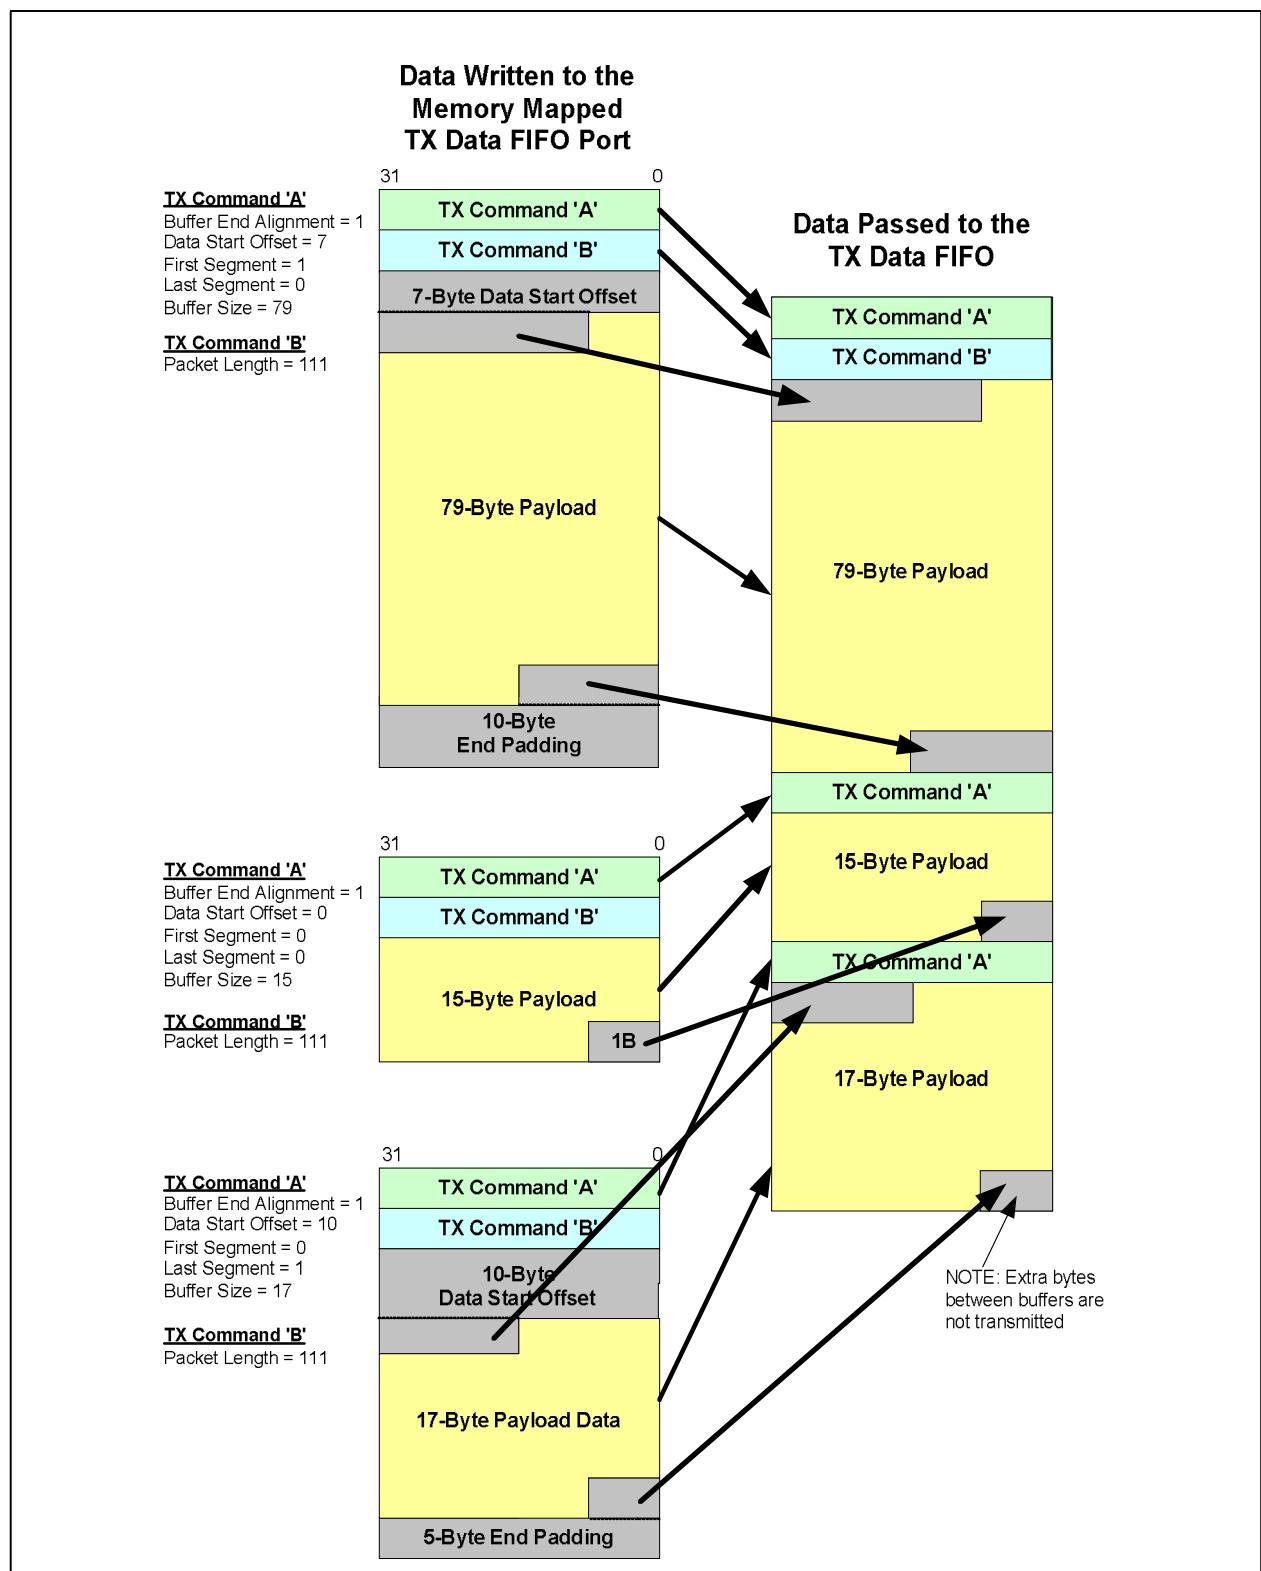 Data Written to the
Memory Mapped
TX Data FIFO Port
31 0
TX Command 'A'
Buffer End Alignment = 1
Data Start Offset = 7
First Segment = 1
Last Segment = 0
Buffer Size = 79
TX Command 'B'
Packet Length = 111
TX Command 'A'
TX Command 'B'
7-Byte Data Start Offset
79-Byte Payload
10-Byte
End Padding
31 0
TX Command 'A'
Buffer End Alignment = 1
Data Start Offset = 0
First Segment = 0
Last Segment = 0
Buffer Size = 15
TX Command 'B'
Packet Length = 111
TX Command 'A'
TX Command 'B'
15-Byte Payload
1B
31 0
TX Command 'A'
Buffer End Alignment = 1
Data Start Offset = 10
First Segment = 0
Last Segment = 1
Buffer Size = 17
TX Command 'B'
Packet Length = 111
TX Command 'A'
TX Command 'B'
10-Byte
Data Start Offset
17-Byte Payload Data
5-Byte End Padding
Data Passed to the
TX Data FIFO
TX Command 'A'
TX Command 'B'
79-Byte Payload
TX Command 'A'
15-Byte Payload
TX Command 'A'
17-Byte Payload
NOTE: Extra bytes
between buffers are
not transmitted